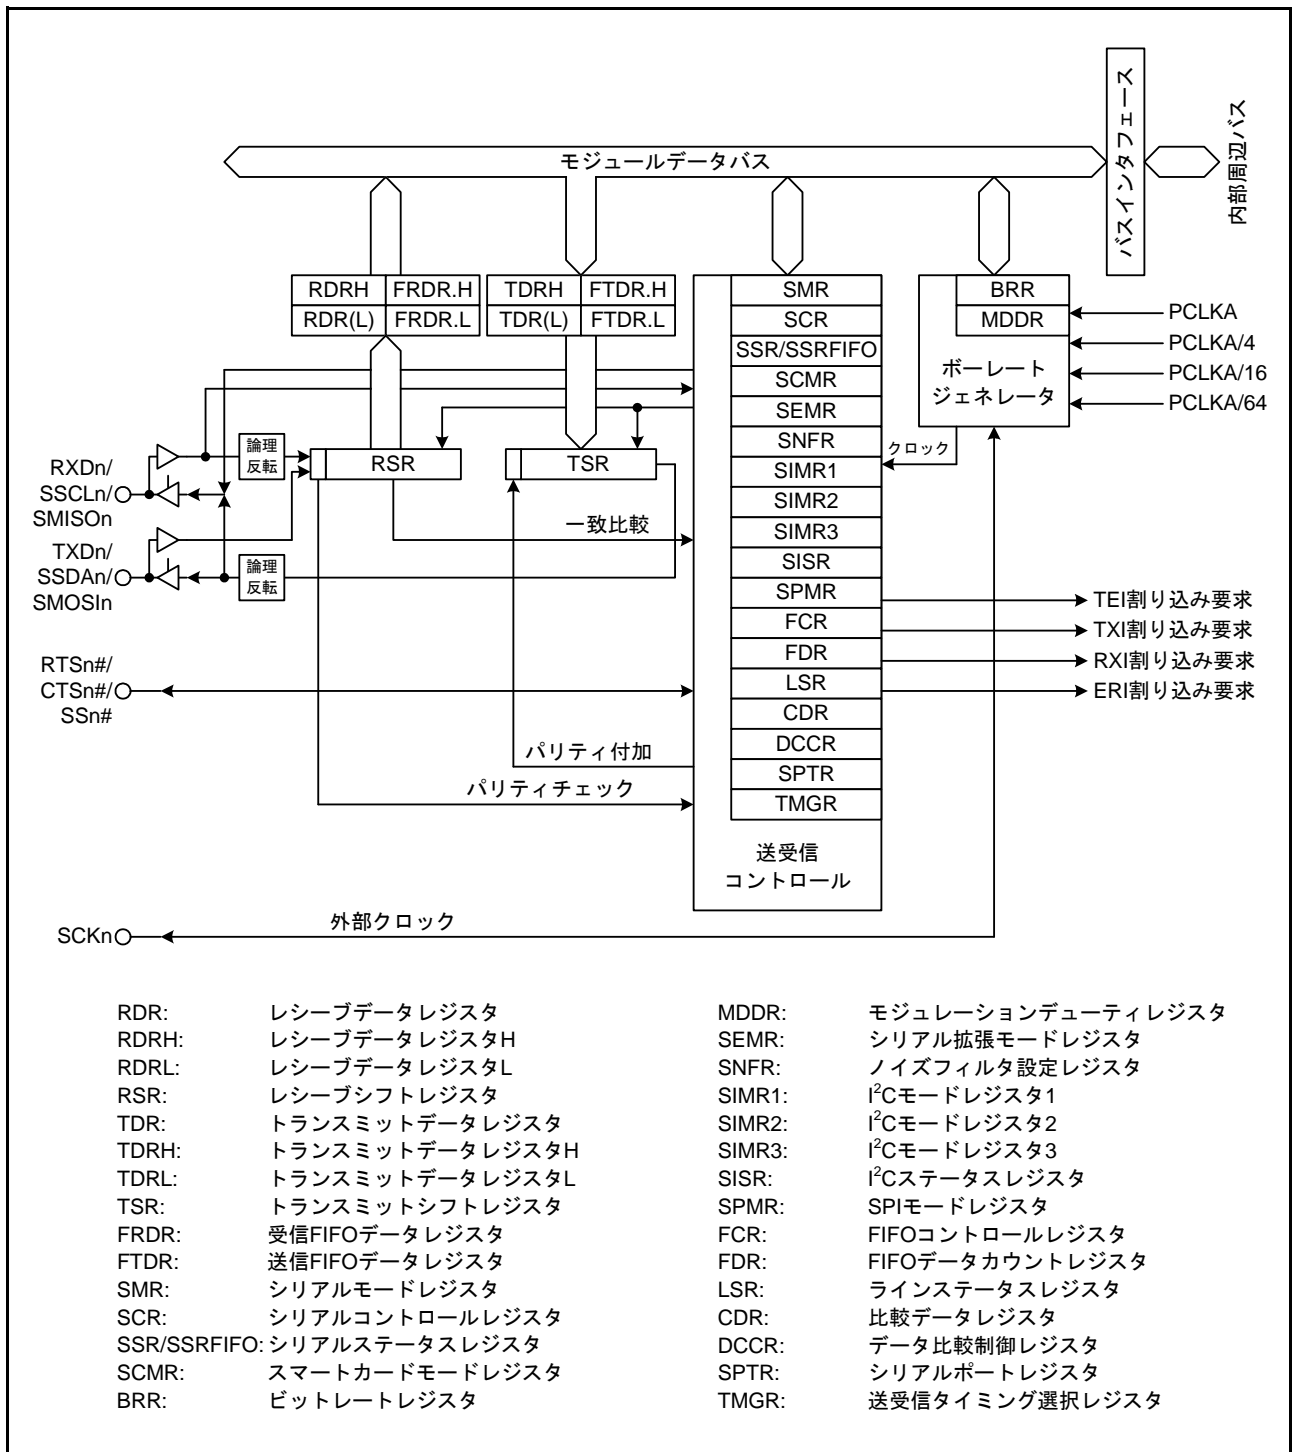 モジュールデータバス
バスインタフェース
内部周辺バス
RDRH
FRDR.H
RDR(L)
FRDR.L
TDRH
FTDR.H
TDR(L)
FTDR.L
SMR
SCR
SSR/SSRFIFO
SCMR
SEMR
SNFR
SIMR1
SIMR2
SIMR3
SISR
SPMR
FCR
FDR
LSR
CDR
DCCR
SPTR
TMGR
送受信
コントロール
BRR
MDDR
ボーレート
ジェネレータ
PCLKA
PCLKA/4
PCLKA/16
PCLKA/64
クロック
RXDn/
SSCLn/
SMISOn
論理
反転
RSR
TSR
一致比較
TXDn/
SSDAn/
SMOSIn
論理
反転
TEI割り込み要求
TXI割り込み要求
RXI割り込み要求
ERI割り込み要求
RTSn#/
CTSn#/
SSn#
パリティ付加
パリティチェック
SCKn
外部クロック
RDR: レシーブデータレジスタ
RDRH: レシーブデータレジスタH
RDRL: レシーブデータレジスタL
RSR: レシーブシフトレジスタ
TDR: トランスミットデータレジスタ
TDRH: トランスミットデータレジスタH
TDRL: トランスミットデータレジスタL
TSR: トランスミットシフトレジスタ
FRDR: 受信FIFOデータレジスタ
FTDR: 送信FIFOデータレジスタ
SMR: シリアルモードレジスタ
SCR: シリアルコントロールレジスタ
SSR/SSRFIFO: シリアルステータスレジスタ
SCMR: スマートカードモードレジスタ
BRR: ビットレートレジスタ
MDDR: モジュレーションデューティレジスタ
SEMR: シリアル拡張モードレジスタ
SNFR: ノイズフィルタ設定レジスタ
SIMR1: I²Cモードレジスタ1
SIMR2: I²Cモードレジスタ2
SIMR3: I²Cモードレジスタ3
SISR: I²Cステータスレジスタ
SPMR: SPIモードレジスタ
FCR: FIFOコントロールレジスタ
FDR: FIFOデータカウントレジスタ
LSR: ラインステータスレジスタ
CDR: 比較データレジスタ
DCCR: データ比較制御レジスタ
SPTR: シリアルポートレジスタ
TMGR: 送受信タイミング選択レジスタ